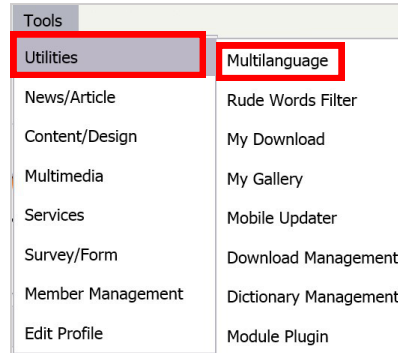 Tools
Utilities
News/Article
Content/Design
Multimedia
Services
Survey/Form
Member Management
Edit Profile
Multilanguage
Rude Words Filter
My Download
My Gallery
Mobile Updater
Download Management
Dictionary Management
Module Plugin